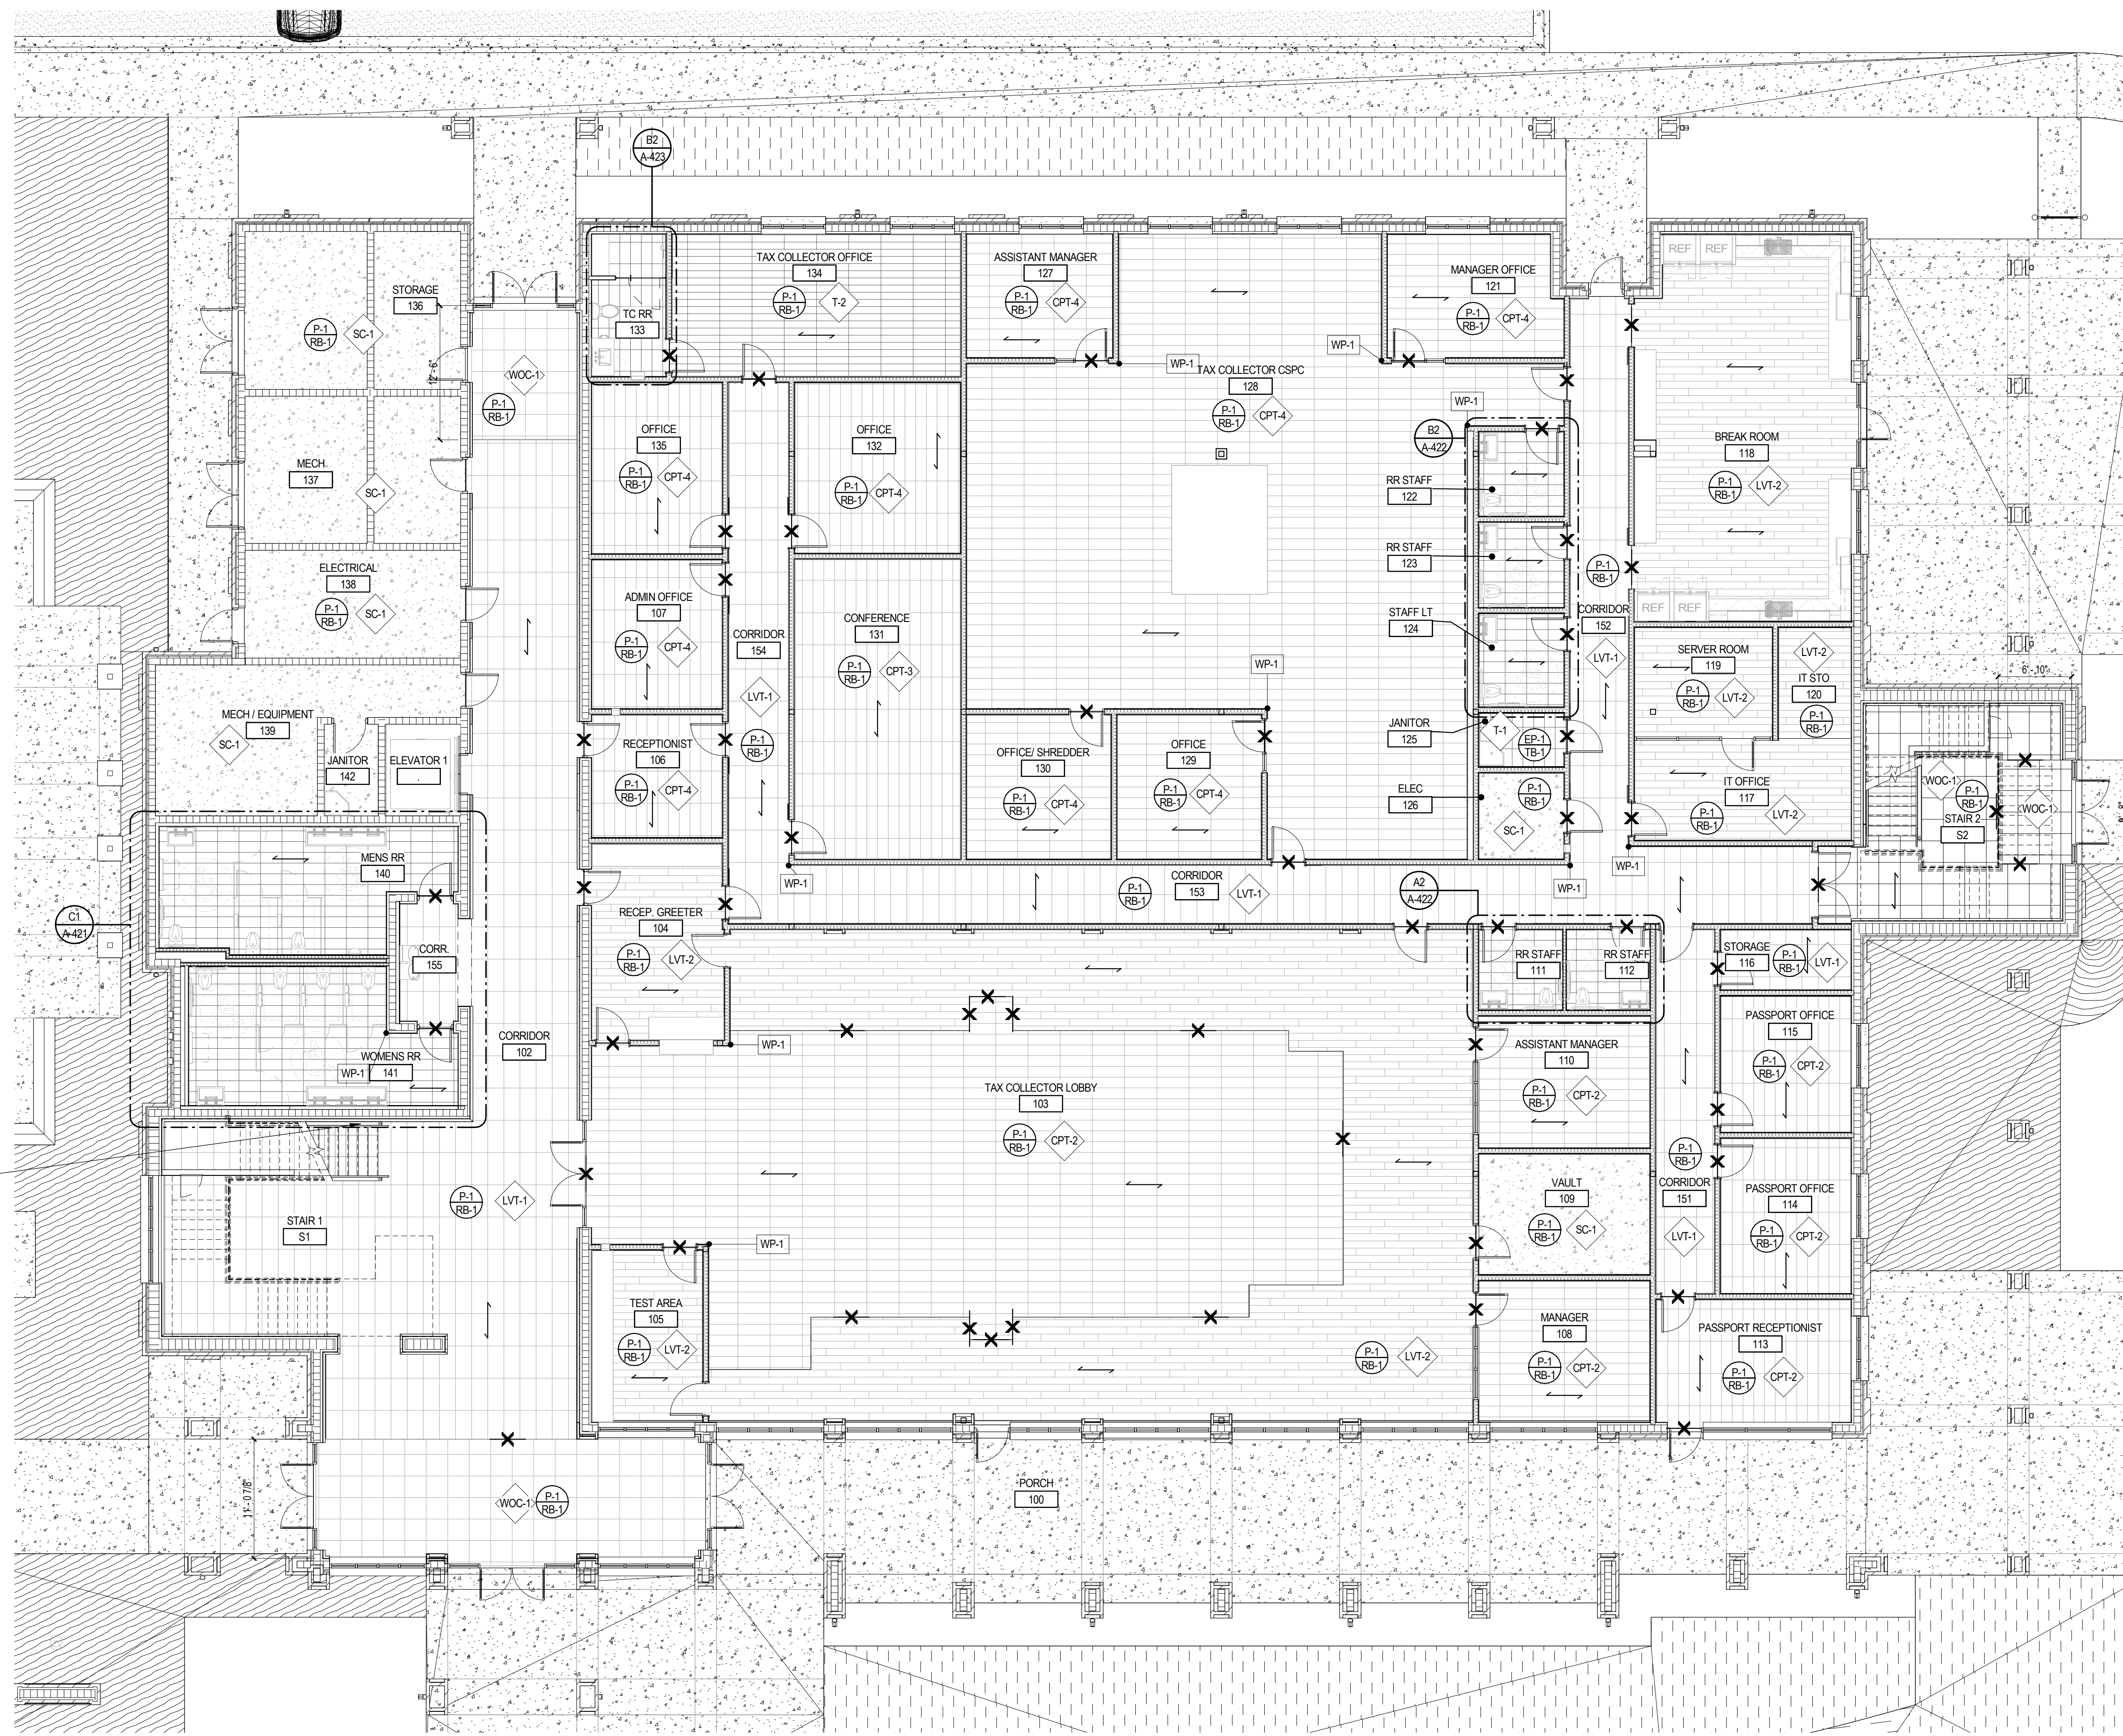 B2
A-423
STORAGE
136
P-1
RB-1
SC-1
12' - 6"
WOC-1
P-1
RB-1
TC RR
133
TAX COLLECTOR OFFICE
134
P-1
RB-1
T-2
ASSISTANT MANAGER
127
P-1
RB-1
CPT-4
MANAGER OFFICE
121
P-1
RB-1
CPT-4
REF
REF
WP-1
WP-1
TAX COLLECTOR CSPC
128
P-1
RB-1
CPT-4
WP-1
B2
A-422
MECH
137
SC-1
OFFICE
135
P-1
RB-1
CPT-4
OFFICE
132
P-1
RB-1
CPT-4
BREAK ROOM
118
P-1
RB-1
LVT-2
RR STAFF
122
RR STAFF
123
STAFF LT
124
P-1
RB-1
CORRIDOR
152
LVT-1
REF
REF
ELECTRICAL
138
P-1
RB-1
SC-1
ADMIN OFFICE
107
P-1
RB-1
CPT-4
CORRIDOR
154
LVT-1
P-1
RB-1
CONFERENCE
131
P-1
RB-1
CPT-3
WP-1
SERVER ROOM
119
P-1
RB-1
LVT-2
LVT-2
IT STO
120
P-1
RB-1
6' - 10"
MECH / EQUIPMENT
139
SC-1
JANITOR
142
ELEVATOR 1
.
RECEPTIONIST
106
P-1
RB-1
CPT-4
OFFICE/ SHREDDER
130
P-1
RB-1
CPT-4
OFFICE
129
P-1
RB-1
CPT-4
JANITOR
125
T-1
EP-1
TB-1
ELEC
126
P-1
RB-1
SC-1
IT OFFICE
117
P-1
RB-1
LVT-2
WOC-1
P-1
RB-1
WOC-1
STAIR 2
S2
MENS RR
140
C1
A-421
CORR.
155
WOMENS RR
141
WP-1
WP-1
CORRIDOR
153
P-1
RB-1
LVT-1
A2
A-422
WP-1
WP-1
RECEP. GREETER
104
P-1
RB-1
LVT-2
WP-1
RR STAFF
111
RR STAFF
112
STORAGE
116
P-1
RB-1
LVT-1
CORRIDOR
102
P-1
RB-1
LVT-1
TAX COLLECTOR LOBBY
103
P-1
RB-1
CPT-2
ASSISTANT MANAGER
110
P-1
RB-1
CPT-2
PASSPORT OFFICE
115
P-1
RB-1
CPT-2
P-1
RB-1
CORRIDOR
151
LVT-1
VAULT
109
P-1
RB-1
SC-1
PASSPORT OFFICE
114
P-1
RB-1
CPT-2
STAIR 1
S1
WP-1
TEST AREA
105
P-1
RB-1
LVT-2
P-1
RB-1
LVT-2
MANAGER
108
P-1
RB-1
CPT-2
PASSPORT RECEPTIONIST
113
P-1
RB-1
CPT-2
11' - 0 7/8"
WOC-1
P-1
RB-1
PORCH
100